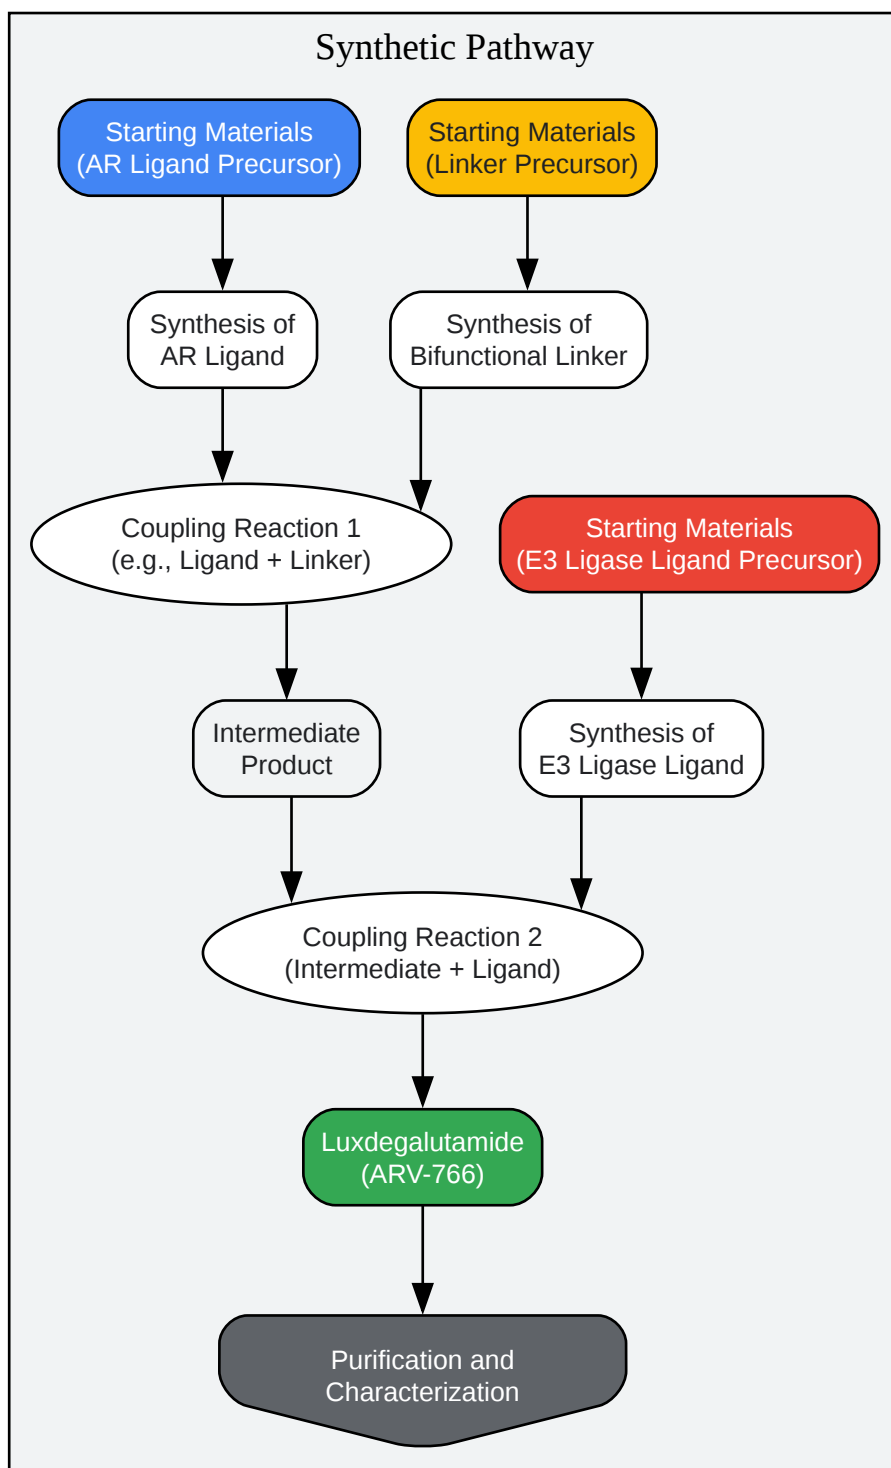 Synthetic Pathway
Starting Materials
(AR Ligand Precursor)
Starting Materials
(Linker Precursor)
Synthesis of
AR Ligand
Synthesis of
Bifunctional Linker
Coupling Reaction 1
(e.g., Ligand + Linker)
Starting Materials
(E3 Ligase Ligand Precursor)
Intermediate
Product
Synthesis of
E3 Ligase Ligand
Coupling Reaction 2
(Intermediate + Ligand)
Luxdegalutamide
(ARV-766)
Purification and
Characterization